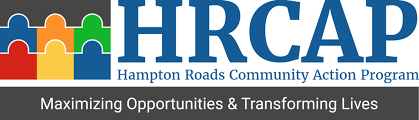 HRCAP
Hampton Roads Community Action Program
Maximizing Opportunities & Transforming Lives